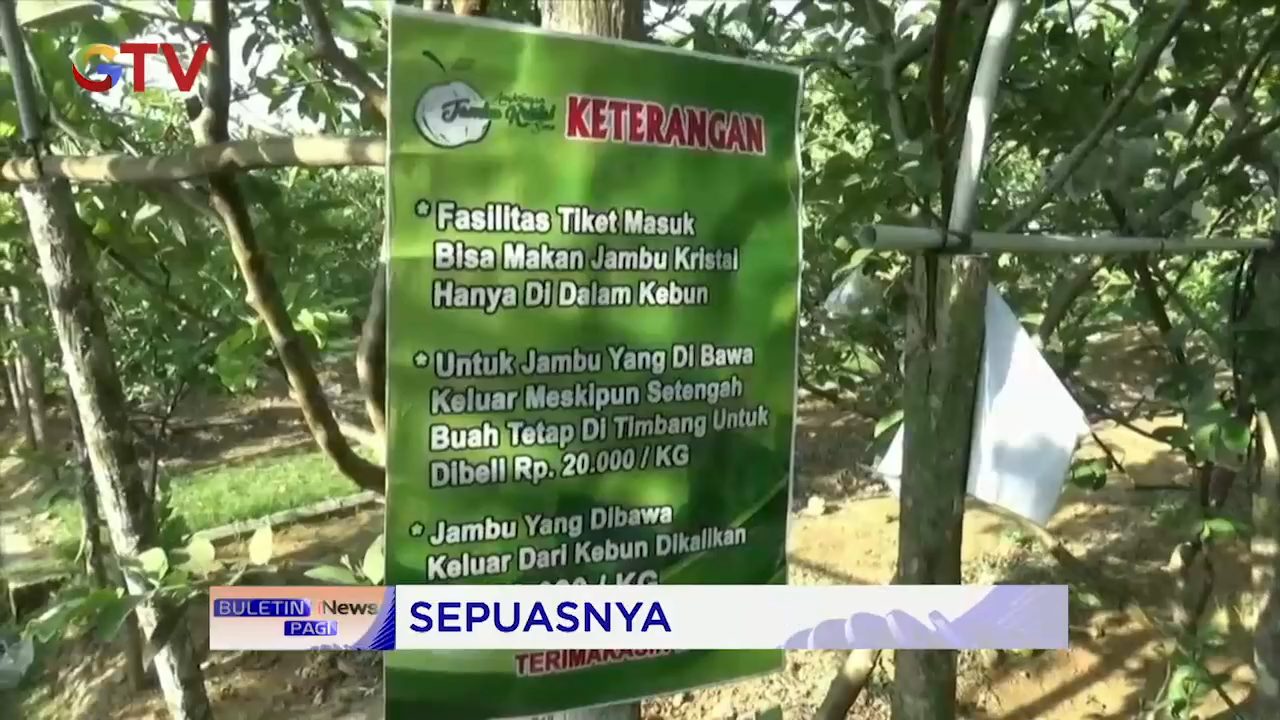 GTV
Jambu Kristal
KETERANGAN
* Fasilitas Tiket Masuk
Bisa Makan Jambu Kristal
Hanya Di Dalam Kebun
* Untuk Jambu Yang Di Bawa
Keluar Meskipun Setengah
Buah Tetap Di Timbang Untuk
Dibeli Rp. 20.000 / KG
* Jambu Yang Dibawa
Keluar Dari Kebun Dikalikan
/ KG
BULETIN iNews
PAGI
SEPUASNYA
TERIMAKASIH